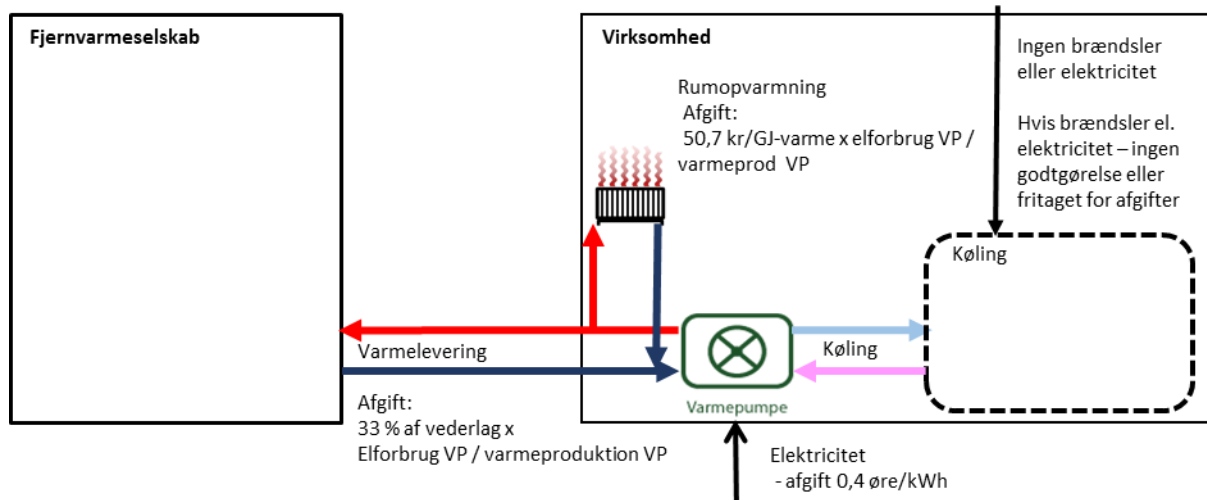 Fjernvarmeselskab
Virksomhed
Ingen brændsler
eller elektricitet
Hvis brændsler el.
elektricitet – ingen
godtgørelse eller
fritaget for afgifter
Rumopvarmning
Afgift:
50,7 kr/GJ-varme x elforbrug VP /
varmeprod VP
Køling
Varmelevering
Køling
Varmepumpe
Afgift:
33 % af vederlag x
Elforbrug VP / varmeproduktion VP
Elektricitet
- afgift 0,4 øre/kWh